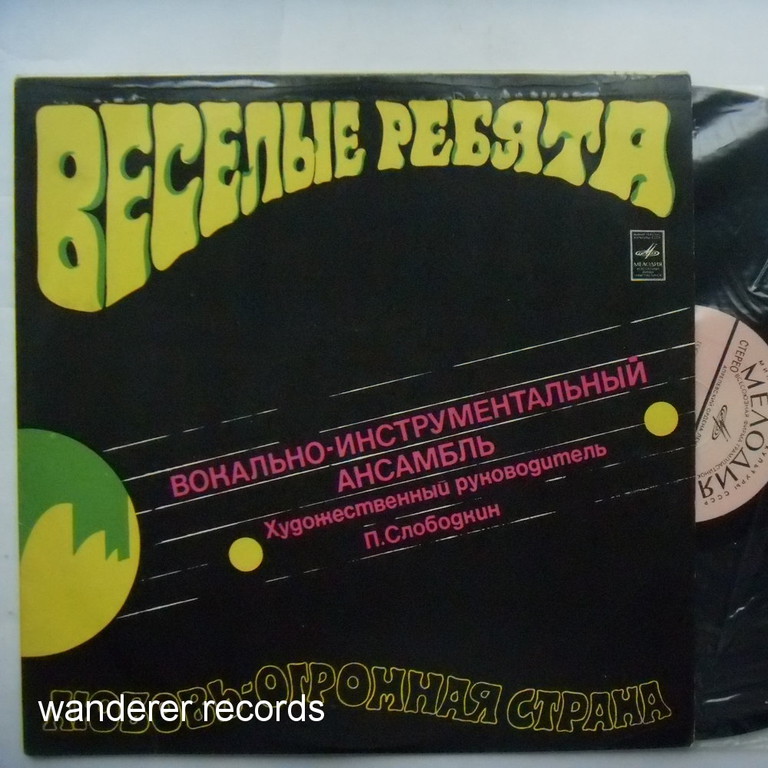 ВЕСЕЛЫЕ РЕБЯТА
МЕЛОДИЯ
ВОКАЛЬНО-ИНСТРУМЕНТАЛЬНЫЙ
АНСАМБЛЬ
Художественный руководитель
П.Слободкин
СТЕРЕО
МЕЛОДИЯ
ЛЮБОВЬ-ОГРОМНАЯ СТРАНА
wanderer records